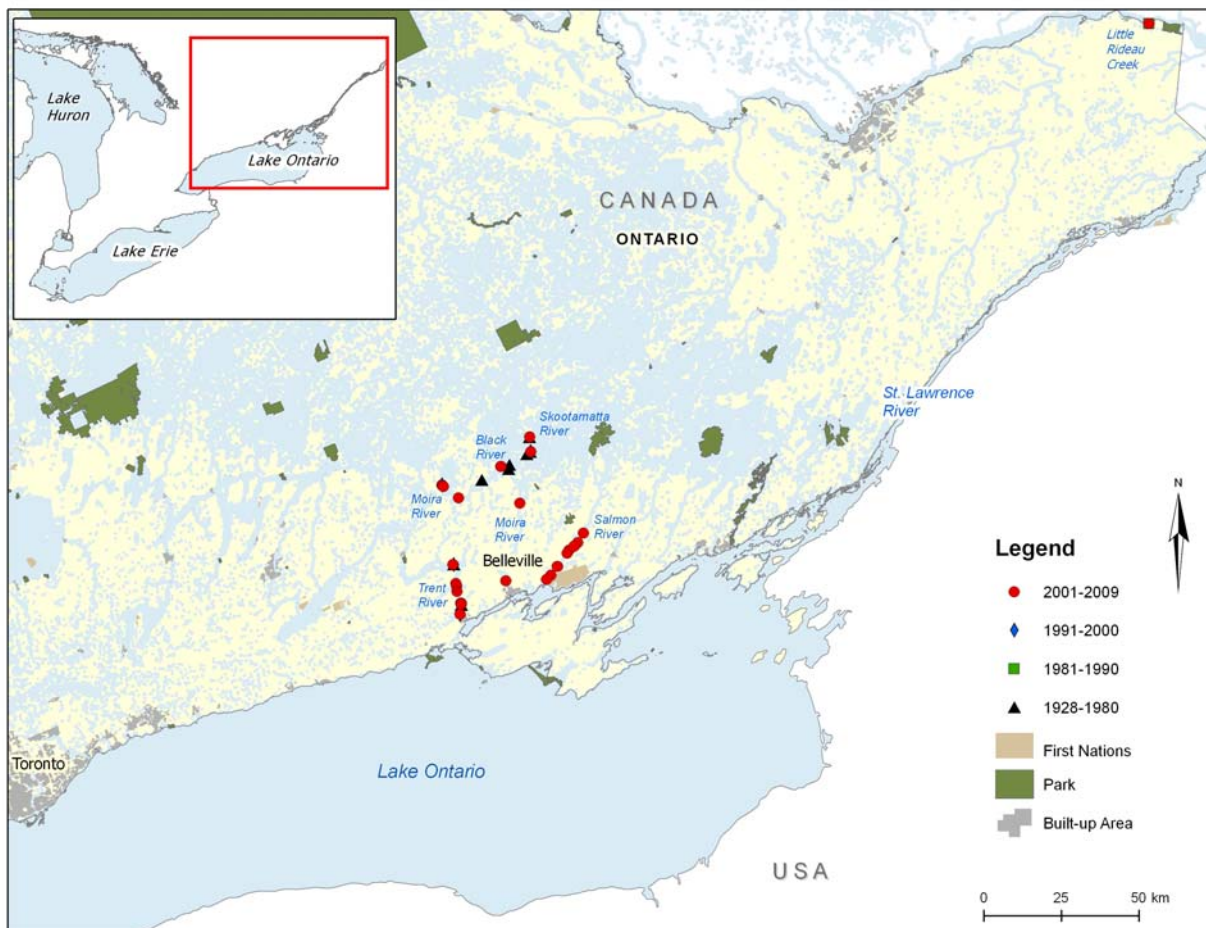 Lake
Huron
Lake Ontario
Lake Erie
Little
Rideau
Creek
CANADA
ONTARIO
St. Lawrence
River
Skootamatta
River
Black
River
Moira
River
Moira
River
Salmon
River
Belleville
Trent
River
Toronto
Lake Ontario
USA
N
Legend
2001-2009
1991-2000
1981-1990
1928-1980
First Nations
Park
Built-up Area
0 25 50 km